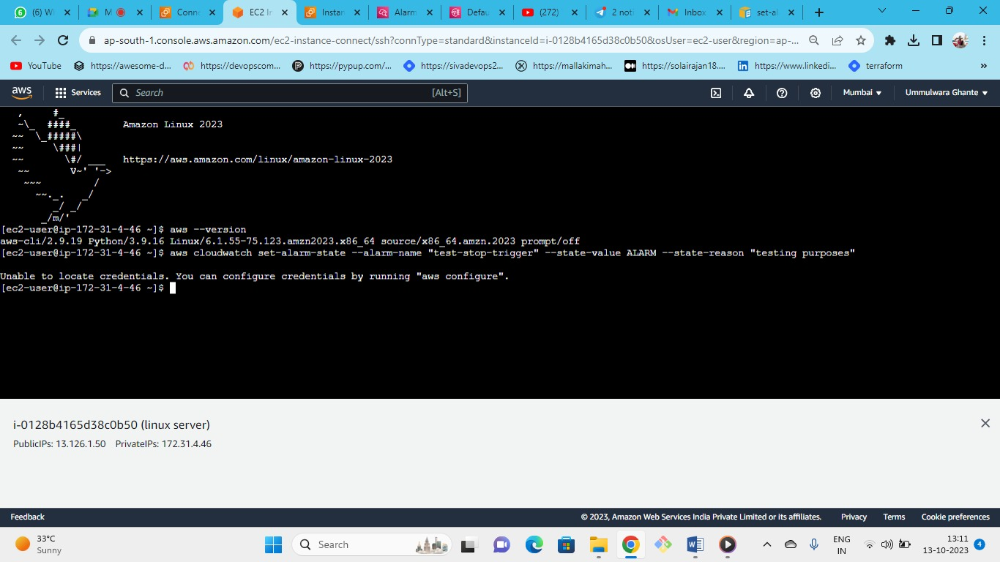 (6) W
M
Conne
EC2 In
Instan
Alarm
Defau
(272)
2 noti
Inbox
set-al
ap-south-1.console.aws.amazon.com/ec2-instance-connect/ssh?connType=standard&instanceId=i-0128b4165d38c0b50&osUser=ec2-user&region=ap-...
YouTube
https://awesome-d...
https://devopscom...
https://pypup.com/...
https://sivadevops2...
https://mallakimah...
https://solairajan18....
https://www.linkedi...
terraform
»
aws
Services
Search
[Alt+S]
Mumbai
Ummulwara Ghante
,      #_
~\_  ####_        Amazon Linux 2023
~~  \_#####\
~~     \###|
~~       \#/ ___   https://aws.amazon.com/linux/amazon-linux-2023
~~       V~' '->
~~~         /
~~._.   _/
_/ _/
_/m/'
[ec2-user@ip-172-31-4-46 ~]$ aws --version
aws-cli/2.9.19 Python/3.9.16 Linux/6.1.55-75.123.amzn2023.x86_64 source/x86_64.amzn.2023 prompt/off
[ec2-user@ip-172-31-4-46 ~]$ aws cloudwatch set-alarm-state --alarm-name "test-stop-trigger" --state-value ALARM --state-reason "testing purposes"
Unable to locate credentials. You can configure credentials by running "aws configure".
[ec2-user@ip-172-31-4-46 ~]$
i-0128b4165d38c0b50 (linux server)
PublicIPs: 13.126.1.50    PrivateIPs: 172.31.4.46
Feedback
© 2023, Amazon Web Services India Private Limited or its affiliates.
Privacy
Terms
Cookie preferences
33°C
Sunny
Search
ENG
IN
13:11
13-10-2023
4